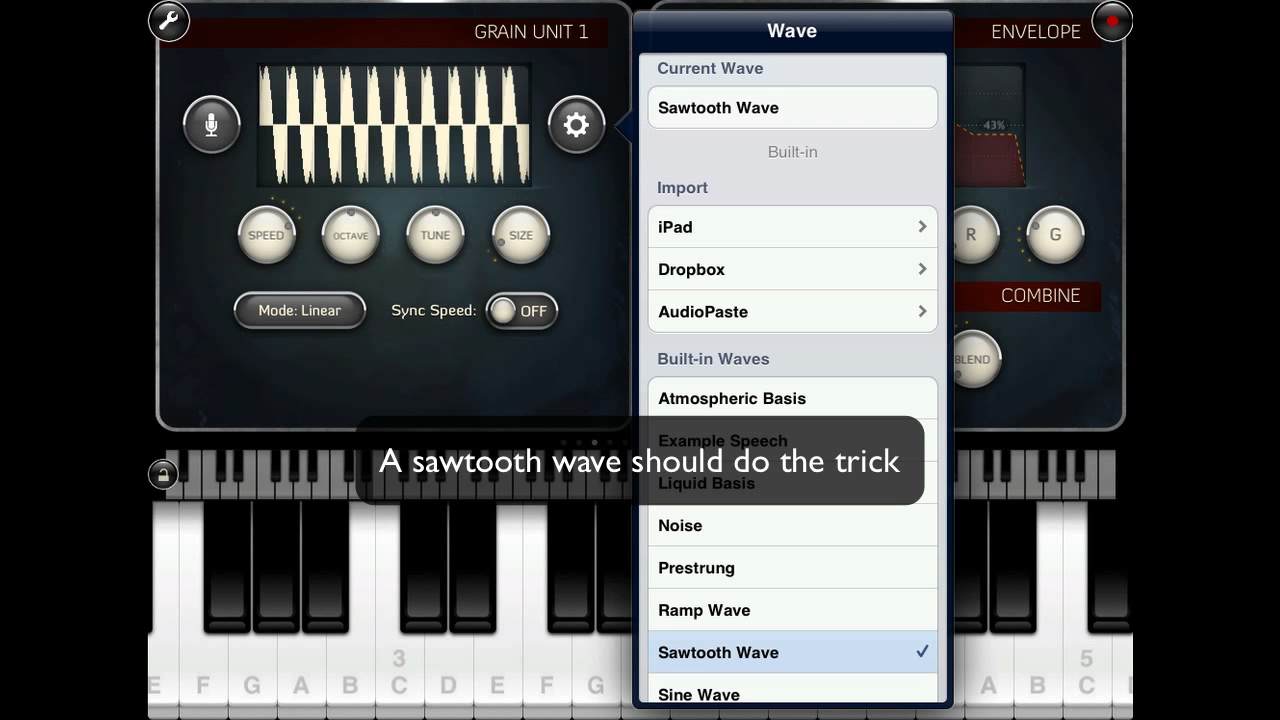 GRAIN UNIT 1
SPEED
OCTAVE
TUNE
SIZE
Mode: Linear
Sync Speed:
OFF
Wave
Current Wave
Sawtooth Wave
Built-in
Import
iPad
Dropbox
AudioPaste
Built-in Waves
Atmospheric Basis
Example Speech
Liquid Basis
Noise
Prestrung
Ramp Wave
Sawtooth Wave
Sine Wave
ENVELOPE
43%
R
G
COMBINE
BLEND
A sawtooth wave should do the trick
3
5
E F G A B C D E F G A B C